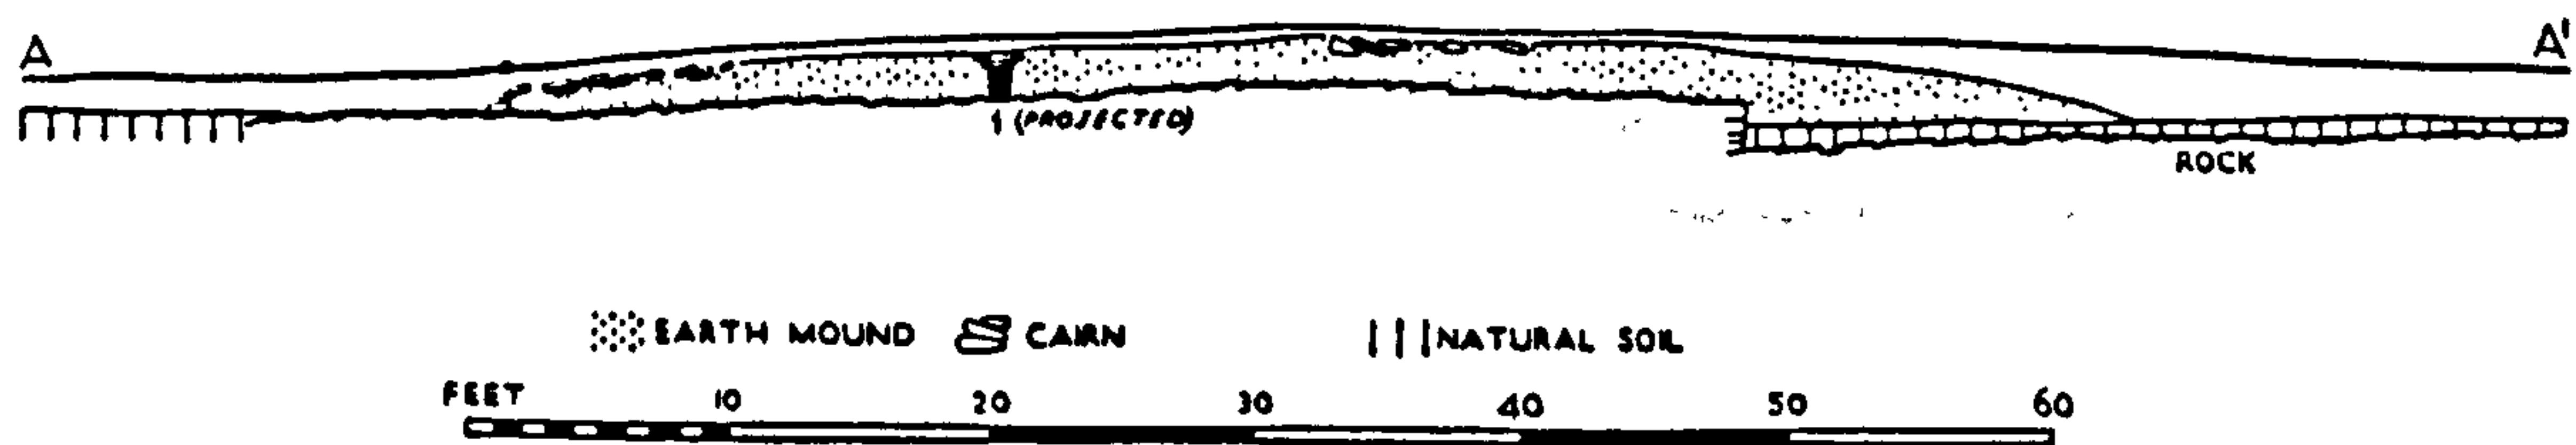 A A'
1 (PROJECTED)
ROCK
EARTH MOUND CAIRN NATURAL SOIL
FEET 10 20 30 40 50 60